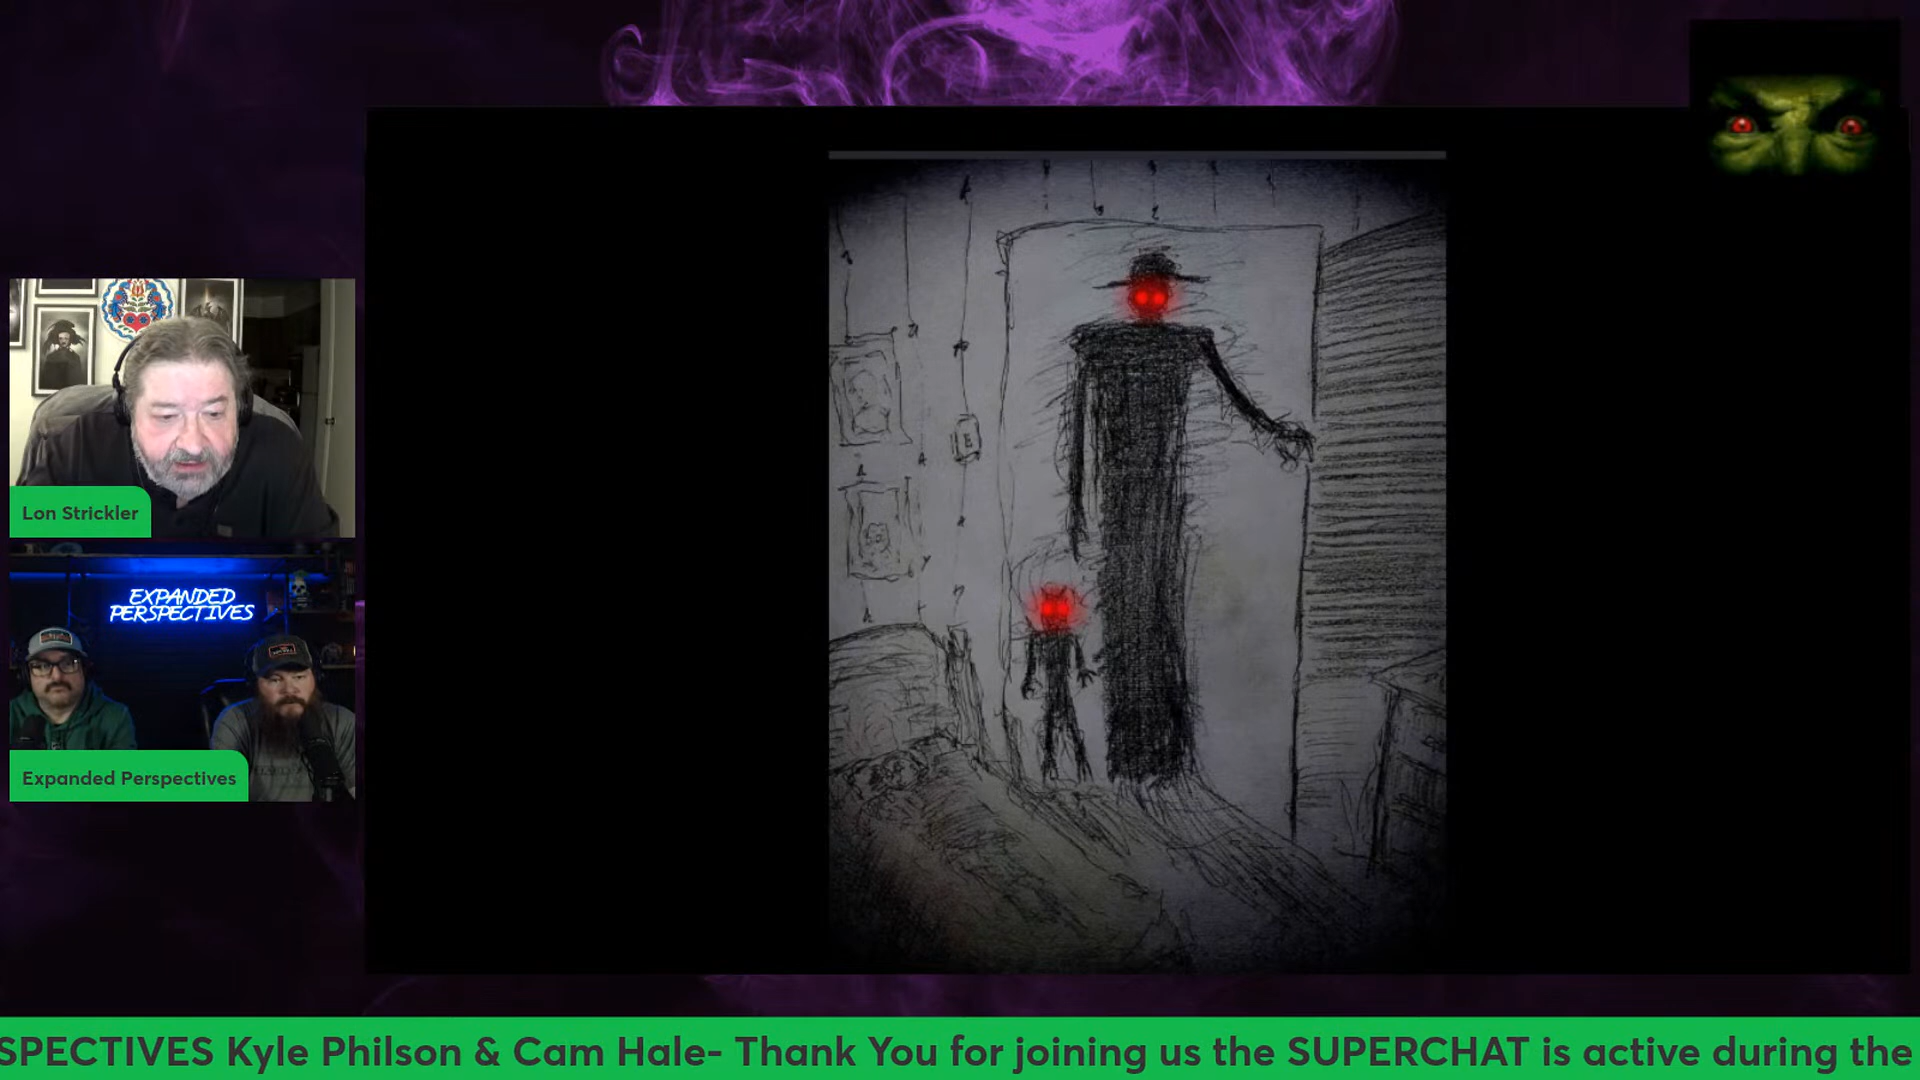 Lon Strickler
EXPANDED
PERSPECTIVES
Expanded Perspectives
SPECTIVES Kyle Philson & Cam Hale- Thank You for joining us the SUPERCHAT is active during the